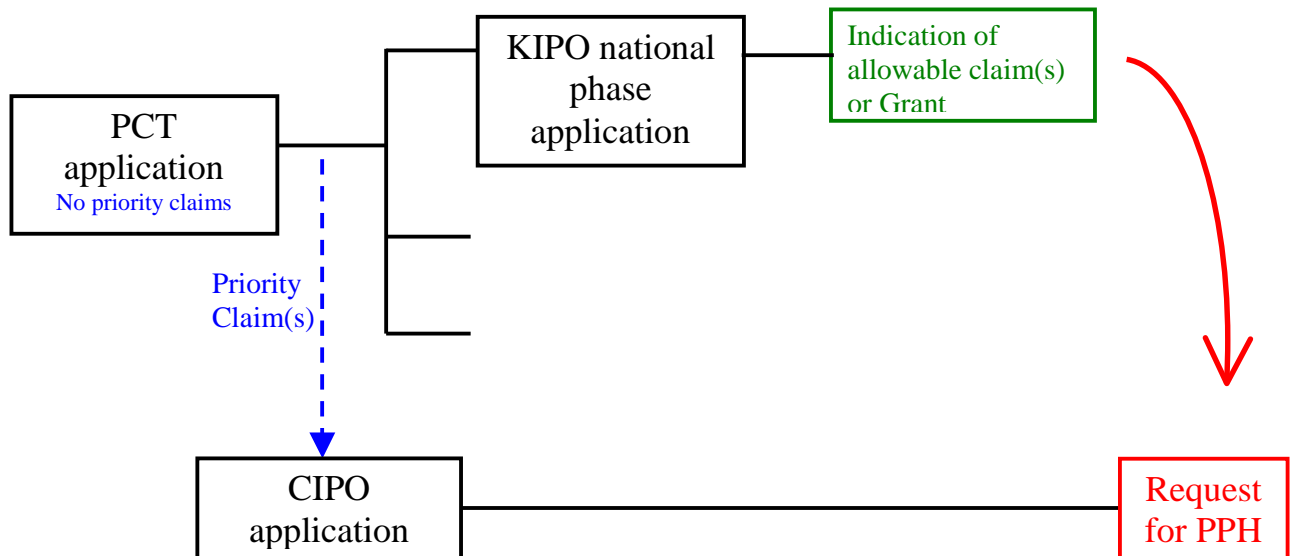 KIPO national
phase
application
Indication of
allowable claim(s)
or Grant
PCT
application
No priority claims
Priority
Claim(s)
CIPO
application
Request
for PPH